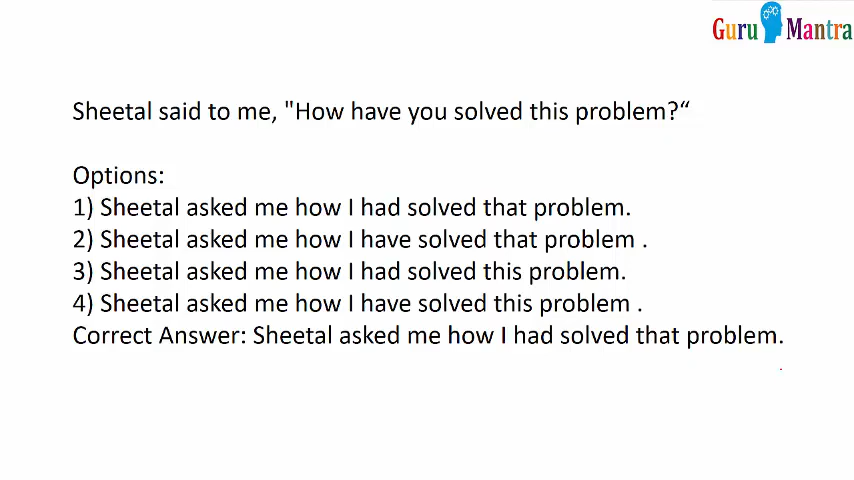 Guru Mantra
Sheetal said to me, "How have you solved this problem?“
Options:
1) Sheetal asked me how I had solved that problem.
2) Sheetal asked me how I have solved that problem .
3) Sheetal asked me how I had solved this problem.
4) Sheetal asked me how I have solved this problem .
Correct Answer: Sheetal asked me how I had solved that problem.